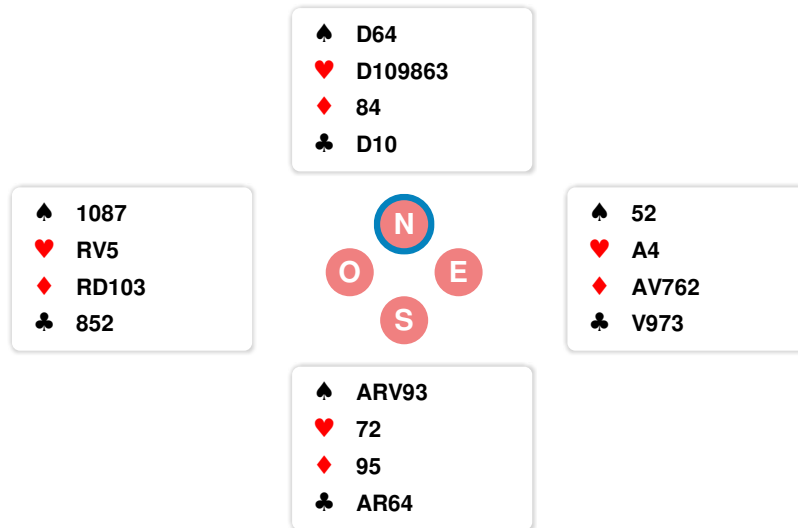 ♠ D64
♥ D109863
♦ 84
♣ D10
♠ 1087
♥ RV5
♦ RD103
♣ 852
N
O E
S
♠ 52
♥ A4
♦ AV762
♣ V973
♠ ARV93
♥ 72
♦ 95
♣ AR64